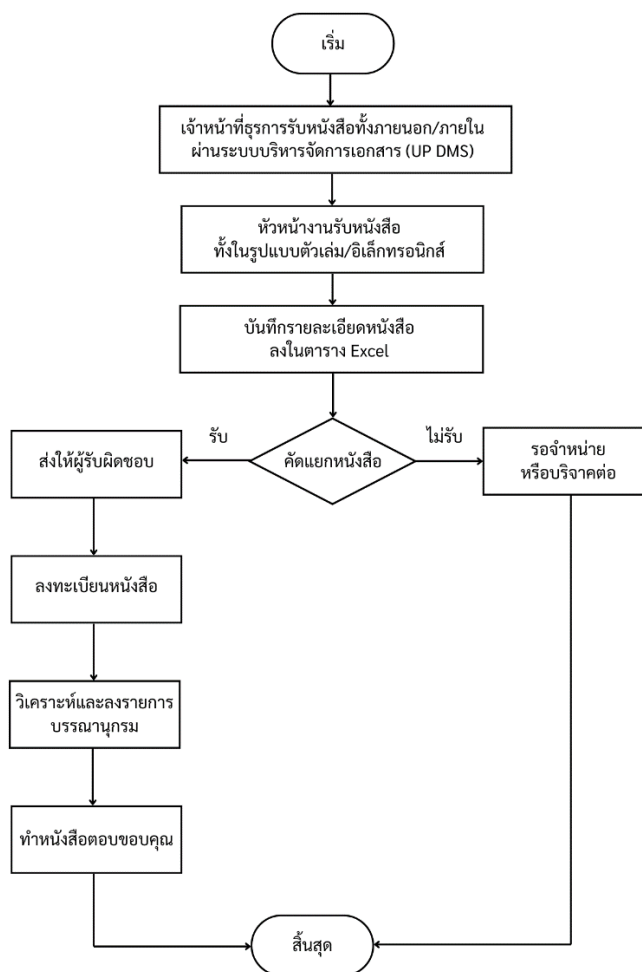 เริ่ม
เจ้าหน้าที่ธุรการรับหนังสือทั้งภายนอก/ภายใน
ผ่านระบบบริหารจัดการเอกสาร (UP DMS)
หัวหน้างานรับหนังสือ
ทั้งในรูปแบบตัวเล่ม/อิเล็กทรอนิกส์
บันทึกรายละเอียดหนังสือ
ลงในตาราง Excel
คัดแยกหนังสือ
รับ
ส่งให้ผู้รับผิดชอบ
ลงทะเบียนหนังสือ
วิเคราะห์และลงรายการ
บรรณานุกรม
ทำหนังสือตอบขอบคุณ
ไม่รับ
รอจำหน่าย
หรือบริจาคต่อ
สิ้นสุด